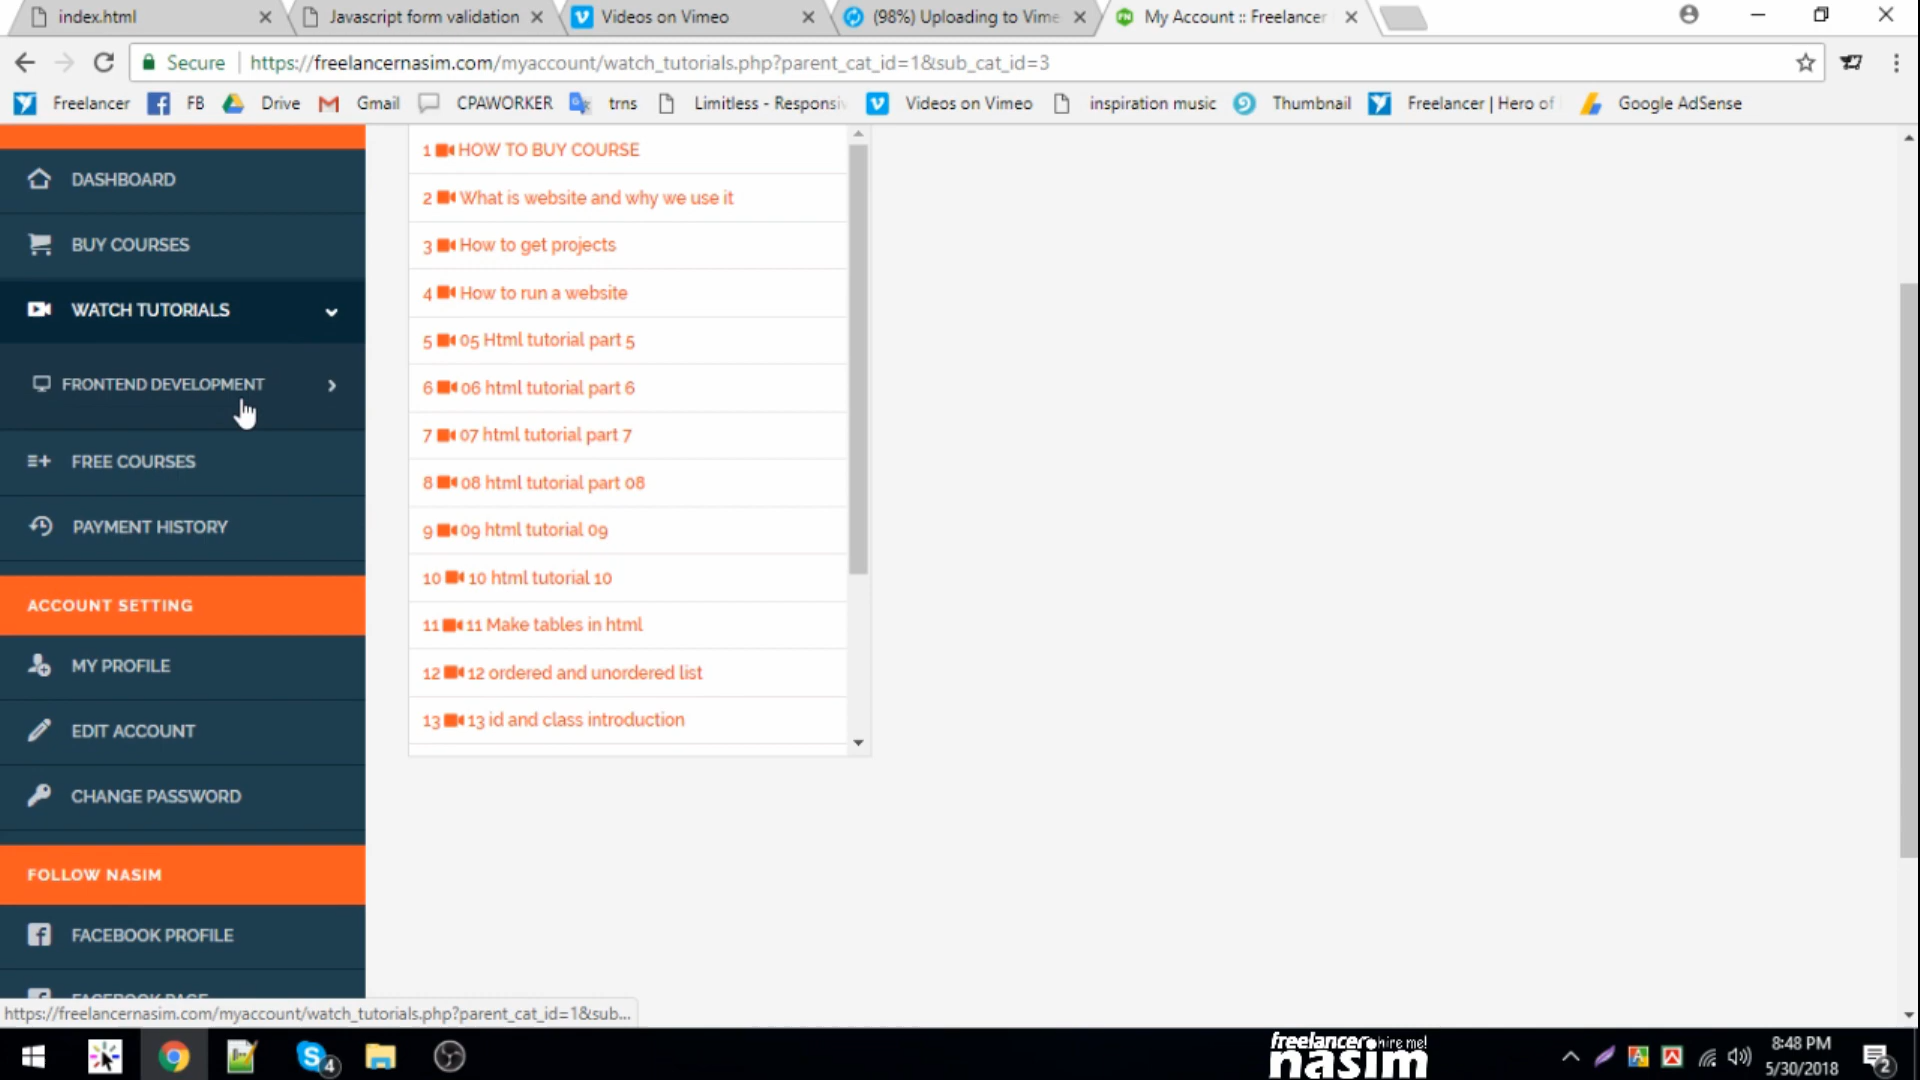 index.html
Javascript form validation
Videos on Vimeo
(98%) Uploading to Vime
My Account :: Freelancer
Secure
https://freelancernasim.com/myaccount/watch_tutorials.php?parent_cat_id=1&sub_cat_id=3
Freelancer
FB
Drive
Gmail
CPAWORKER
trns
Limitless - Responsiv
Videos on Vimeo
inspiration music
Thumbnail
Freelancer | Hero of
Google AdSense
DASHBOARD
BUY COURSES
WATCH TUTORIALS
FRONTEND DEVELOPMENT
FREE COURSES
PAYMENT HISTORY
ACCOUNT SETTING
MY PROFILE
EDIT ACCOUNT
CHANGE PASSWORD
FOLLOW NASIM
FACEBOOK PROFILE
FACEBOOK PAGE
1 HOW TO BUY COURSE
2 What is website and why we use it
3 How to get projects
4 How to run a website
5 05 Html tutorial part 5
6 06 html tutorial part 6
7 07 html tutorial part 7
8 08 html tutorial part 08
9 09 html tutorial 09
10 10 html tutorial 10
11 11 Make tables in html
12 12 ordered and unordered list
13 13 id and class introduction
https://freelancernasim.com/myaccount/watch_tutorials.php?parent_cat_id=1&sub...
4
freelancer hire me!
nasim
8:48 PM
5/30/2018
2